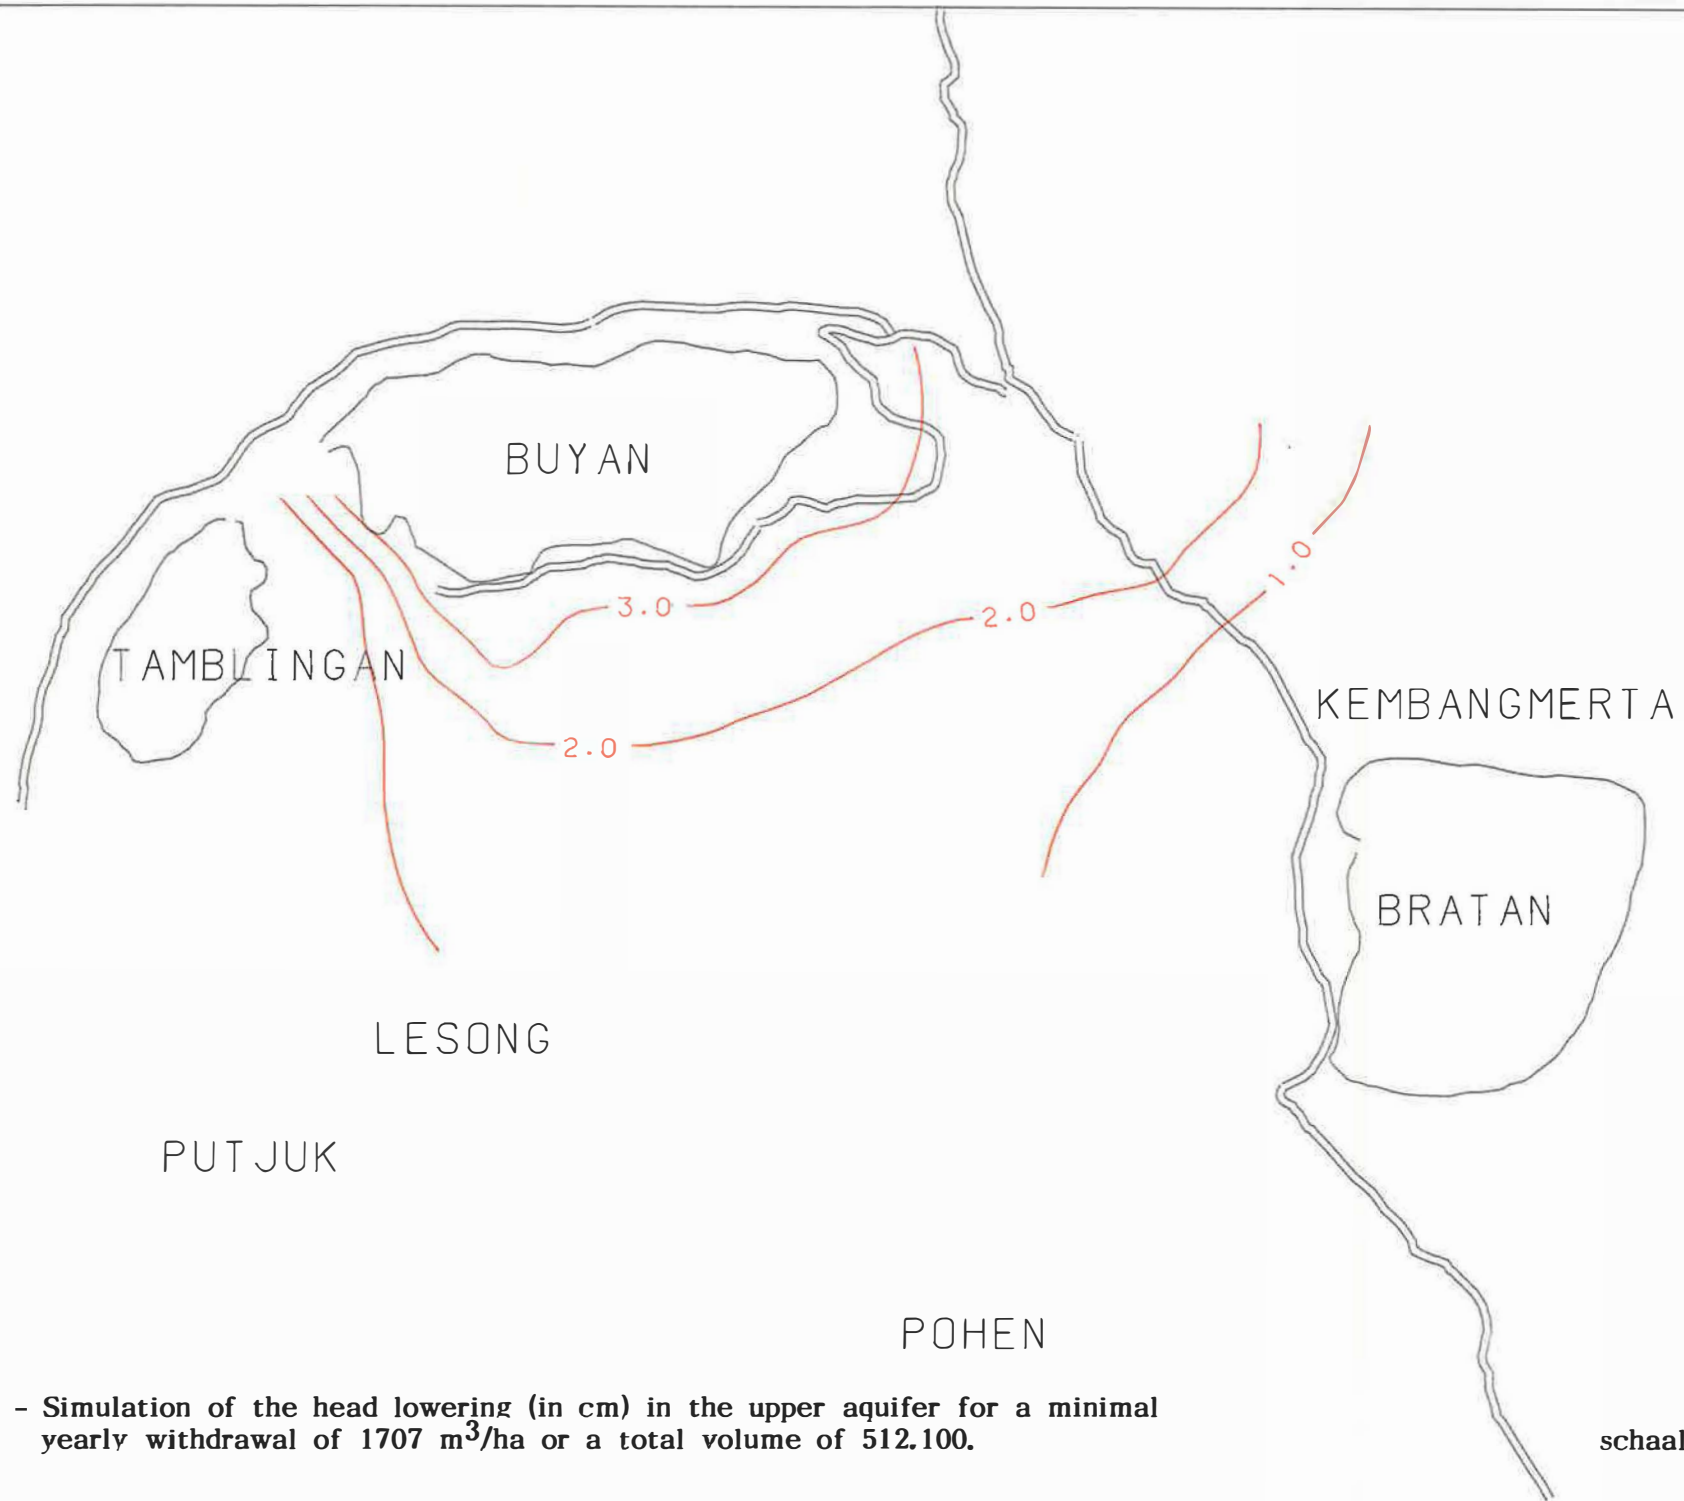 BUYAN
1.0
3.0
2.0
TAMBLINGAN
KEMBANGMERTA
2.0
BRATAN
LESONG
PUTJUK
POHEN
- Simulation of the head lowering (in cm) in the upper aquifer for a minimal
yearly withdrawal of 1707 m³/ha or a total volume of 512.100.
schaal